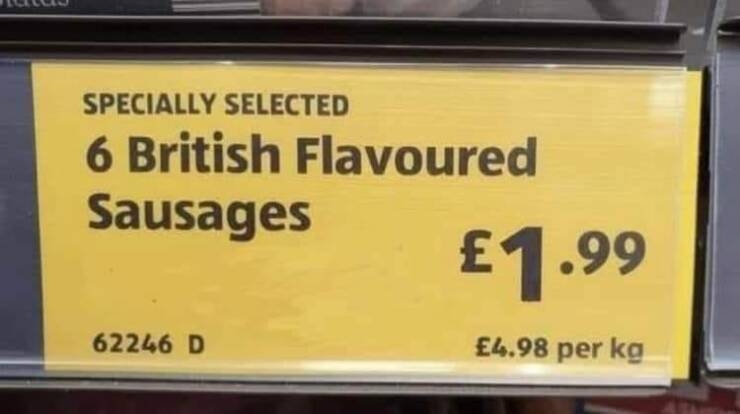 SPECIALLY SELECTED
6 British Flavoured
Sausages
£1.99
62246 D
£4.98 per kg